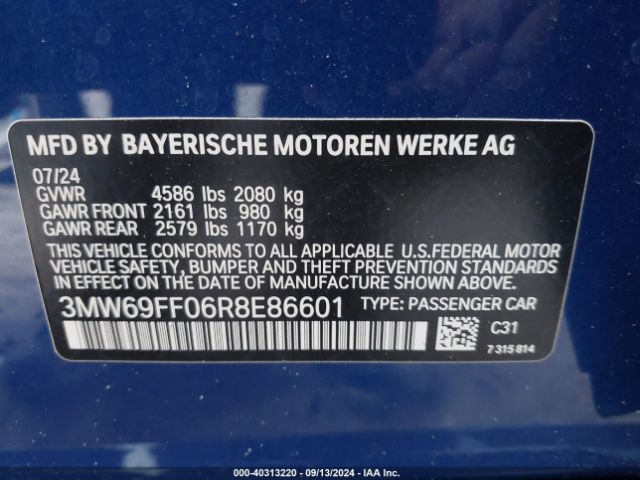 MFD BY BAYERISCHE MOTOREN WERKE AG
07/24
GVWR 4586 lbs 2080 kg
GAWR FRONT 2161 lbs 980 kg
GAWR REAR 2579 lbs 1170 kg
THIS VEHICLE CONFORMS TO ALL APPLICABLE U.S.FEDERAL MOTOR
VEHICLE SAFETY, BUMPER AND THEFT PREVENTION
STANDARDS IN EFFECT ON THE DATE OF MANUFACTURE SHOWN ABOVE.
3MW69FF06R8E86601 TYPE: PASSENGER CAR
C31
7315814
000-40313220 - 09/13/2024 - IAA Inc.